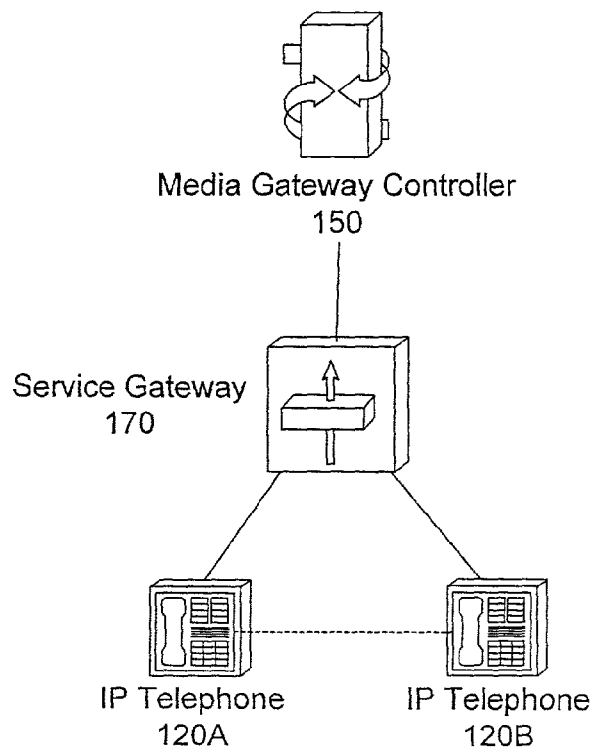 Media Gateway Controller
150
Service Gateway
170
IP Telephone
120A
IP Telephone
120B